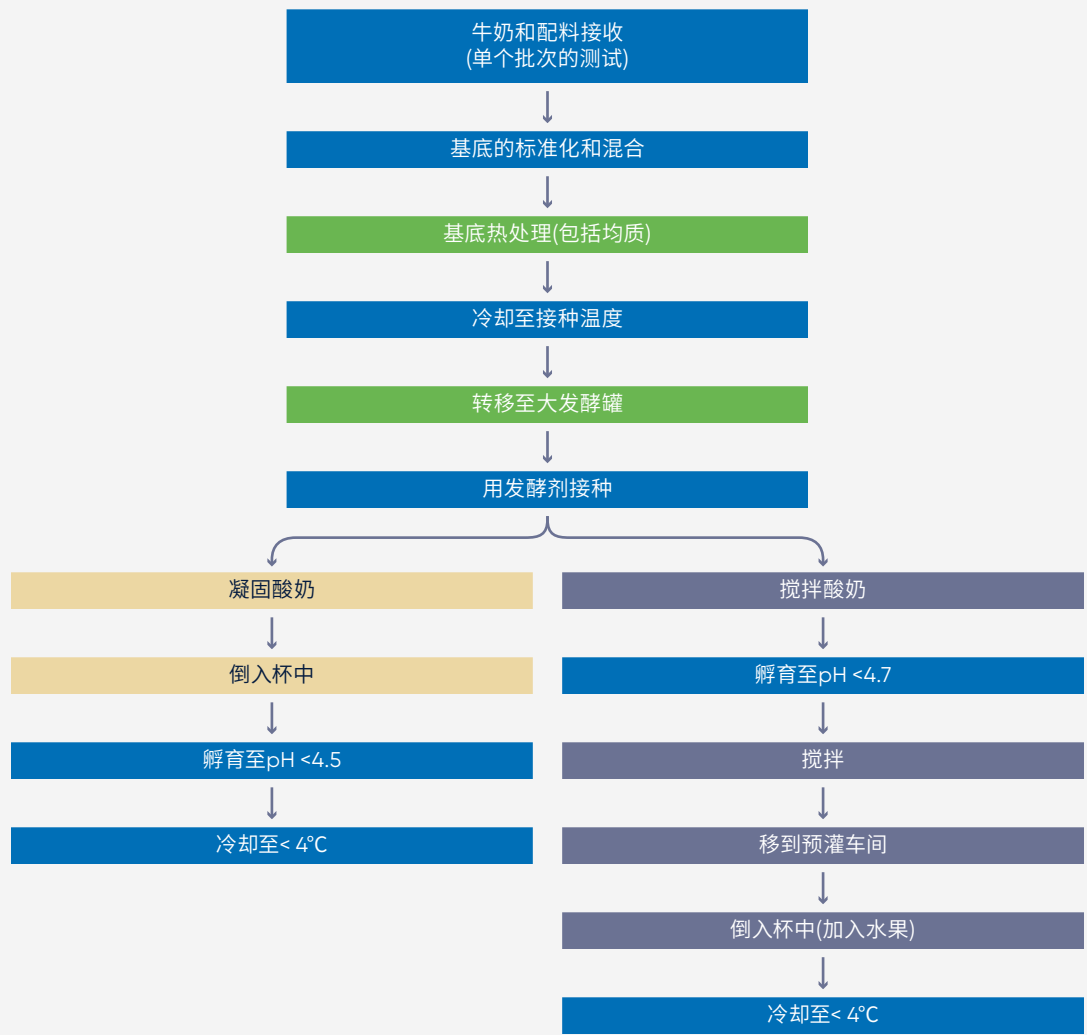 牛奶和配料接收
(单个批次的测试)
基底的标准化和混合
基底热处理(包括均质)
冷却至接种温度
转移至大发酵罐
用发酵剂接种
凝固酸奶
倒入杯中
孵育至pH <4.5
冷却至< 4°C
搅拌酸奶
孵育至pH <4.7
搅拌
移到预灌车间
倒入杯中(加入水果)
冷却至< 4°C